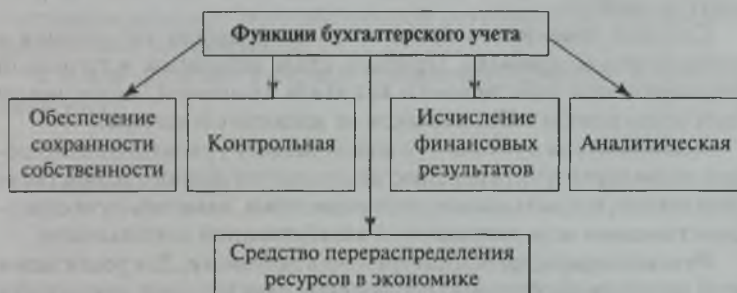 Функции бухгалтерского учета
Обеспечение
сохранности
собственности
Контрольная
Исчисление
финансовых
результатов
Аналитическая
Средство перераспределения
ресурсов в экономике